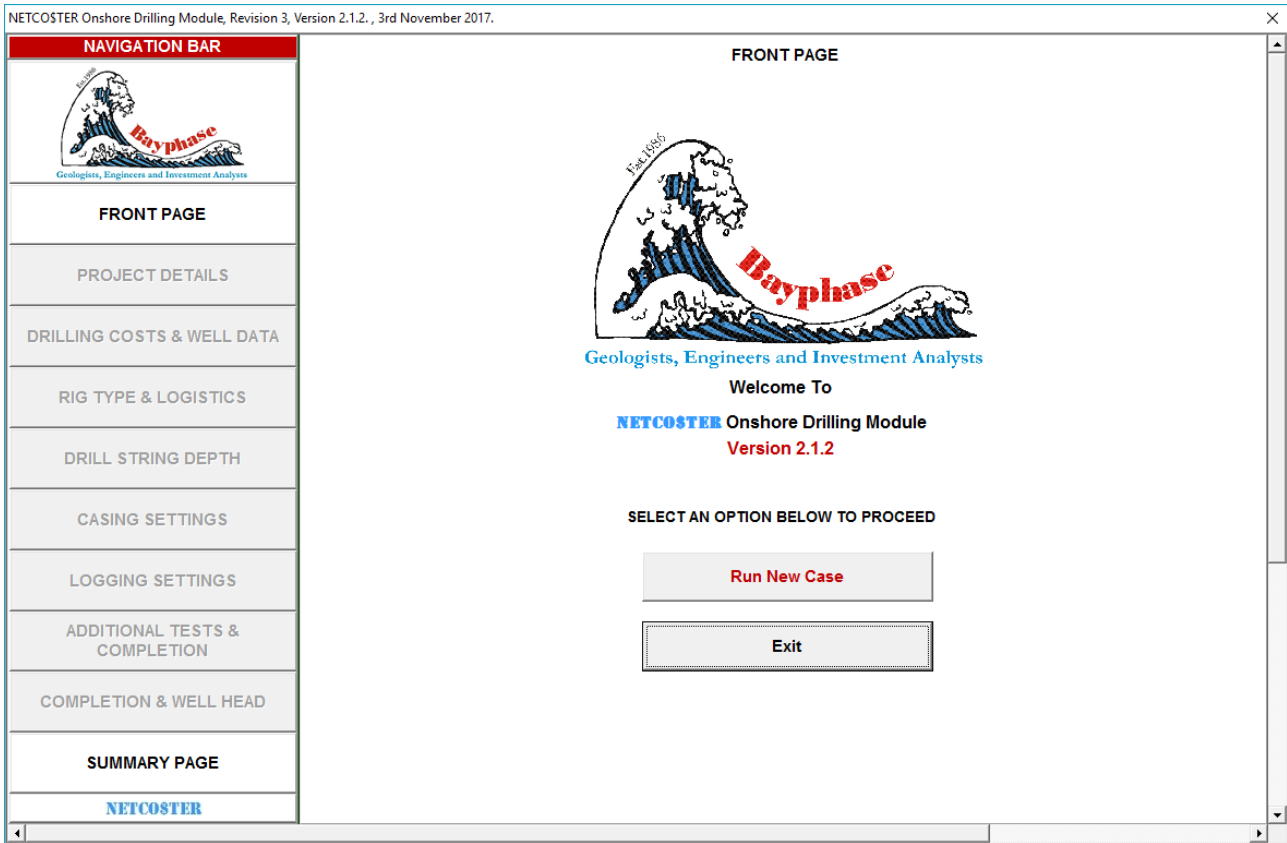 NETCO$TER Onshore Drilling Module, Revision 3, Version 2.1.2. , 3rd November 2017.
NAVIGATION BAR
Est.1986
Bayphase
Geologists, Engineers and Investment Analysts
FRONT PAGE
PROJECT DETAILS
DRILLING COSTS & WELL DATA
RIG TYPE & LOGISTICS
DRILL STRING DEPTH
CASING SETTINGS
LOGGING SETTINGS
ADDITIONAL TESTS &
COMPLETION
COMPLETION & WELL HEAD
SUMMARY PAGE
NETCO$TER
FRONT PAGE
Est.1986
Bayphase
Geologists, Engineers and Investment Analysts
Welcome To
NETCO$TER Onshore Drilling Module
Version 2.1.2
SELECT AN OPTION BELOW TO PROCEED
Run New Case
Exit